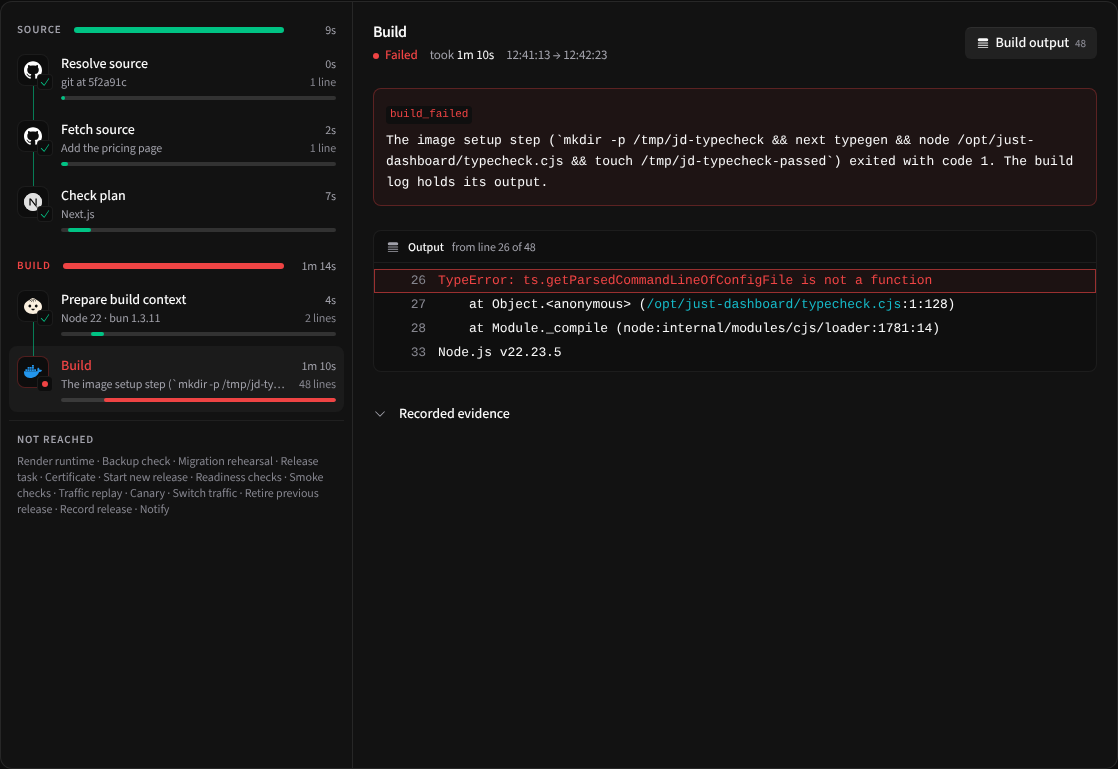 SOURCE 9s
Resolve source 0s
git at 5f2a91c 1 line
Fetch source 2s
Add the pricing page 1 line
N
Check plan 7s
Next.js
BUILD 1m 14s
Prepare build context 4s
Node 22 · bun 1.3.11 2 lines
Build 1m 10s
The image setup step (`mkdir -p /tmp/jd-ty… 48 lines
NOT REACHED
Render runtime · Backup check · Migration rehearsal · Release
task · Certificate · Start new release · Readiness checks · Smoke
checks · Traffic replay · Canary · Switch traffic · Retire previous
release · Record release · Notify
Build
Failed took 1m 10s 12:41:13 → 12:42:23
Build output 48
build_failed
The image setup step (`mkdir -p /tmp/jd-typecheck && next typegen && node /opt/just-
dashboard/typecheck.cjs && touch /tmp/jd-typecheck-passed`) exited with code 1. The build
log holds its output.
Output from line 26 of 48
26 TypeError: ts.getParsedCommandLineOfConfigFile is not a function
27 at Object.<anonymous> (/opt/just-dashboard/typecheck.cjs:1:128)
28 at Module._compile (node:internal/modules/cjs/loader:1781:14)
33 Node.js v22.23.5
Recorded evidence